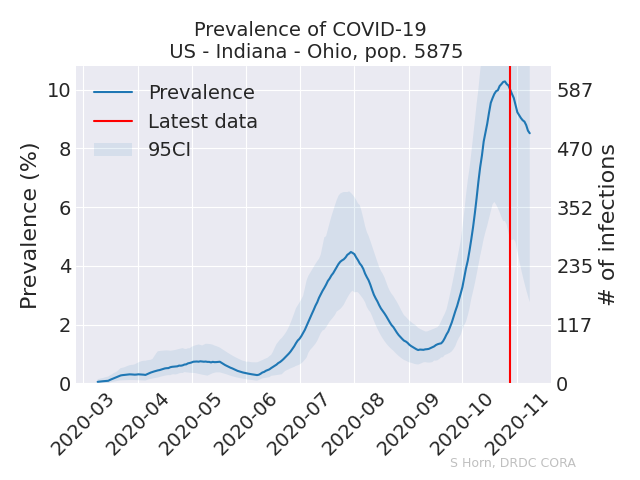 Prevalence of COVID-19
US - Indiana - Ohio, pop. 5875
Prevalence
Latest data
95CI
Prevalence (%)
10
8
6
4
2
0
587
470
352
235
117
0
# of infections
2020-03
2020-04
2020-05
2020-06
2020-07
2020-08
2020-09
2020-10
2020-11
S Horn, DRDC CORA